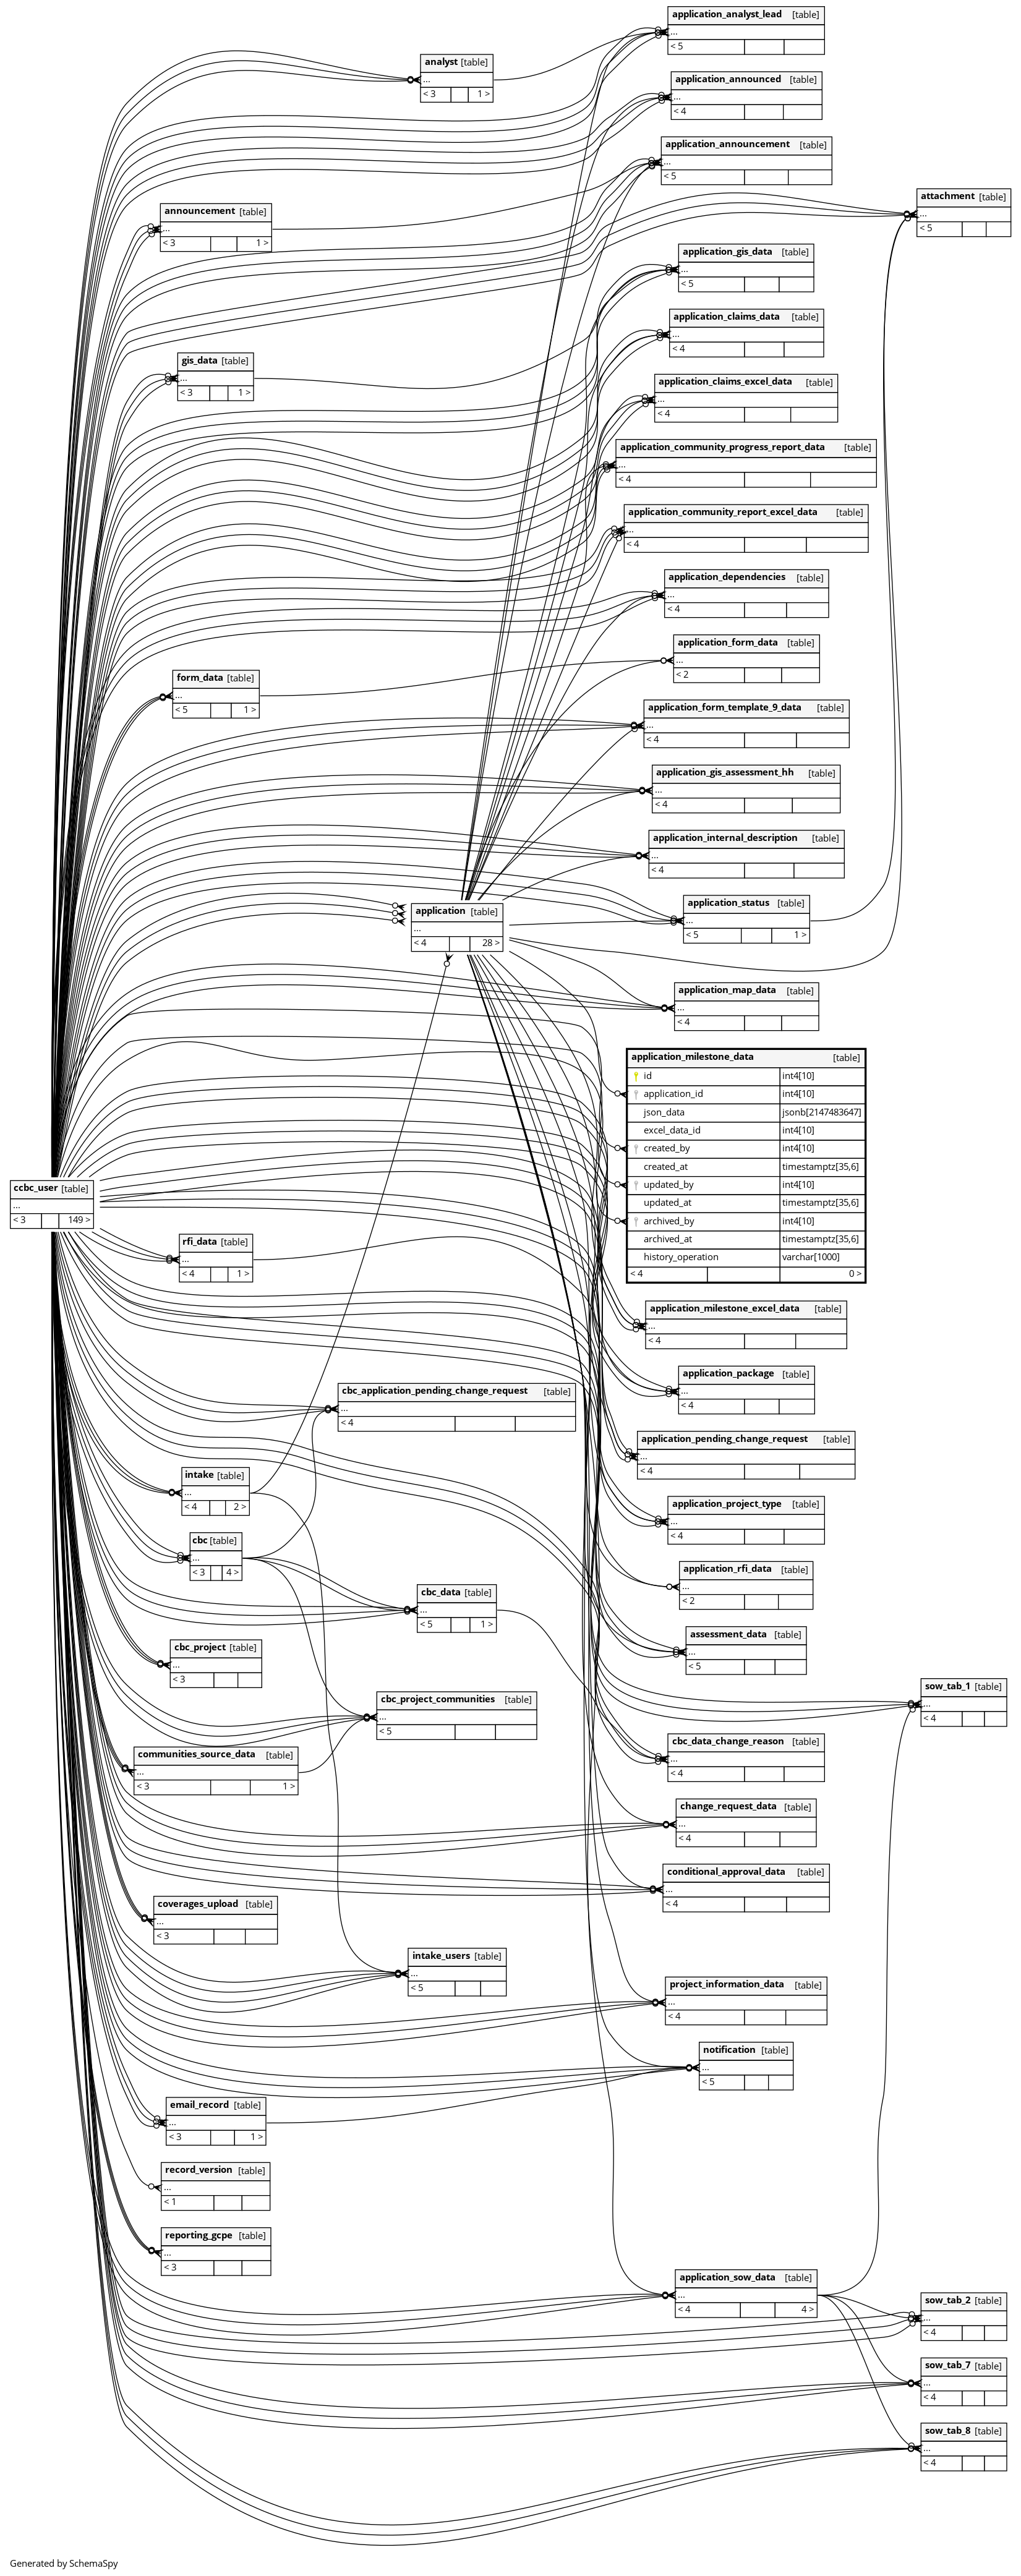 application_analyst_lead [table]
...
< 5
analyst [table]
...
< 3 1 >
application_announced [table]
...
< 4
application_announcement [table]
...
< 5
attachment [table]
...
< 5
announcement [table]
...
< 3 1 >
application_gis_data [table]
...
< 5
application_claims_data [table]
...
< 4
gis_data [table]
...
< 3 1 >
application_claims_excel_data [table]
...
< 4
application_community_progress_report_data [table]
...
< 4
application_community_report_excel_data [table]
...
< 4
application_dependencies [table]
...
< 4
application_form_data [table]
...
< 2
form_data [table]
...
< 5 1 >
application_form_template_9_data [table]
...
< 4
application_gis_assessment_hh [table]
...
< 4
application_internal_description [table]
...
< 4
application_status [table]
...
< 5 1 >
application [table]
...
< 4 28 >
application_map_data [table]
...
< 4
application_milestone_data [table]
id int4[10]
application_id int4[10]
json_data jsonb[2147483647]
excel_data_id int4[10]
created_by int4[10]
created_at timestamptz[35,6]
updated_by int4[10]
updated_at timestamptz[35,6]
archived_by int4[10]
archived_at timestamptz[35,6]
history_operation varchar[1000]
< 4 0 >
ccbc_user [table]
...
< 3 149 >
rfi_data [table]
...
< 4 1 >
application_milestone_excel_data [table]
...
< 4
application_package [table]
...
< 4
cbc_application_pending_change_request [table]
...
< 4
application_pending_change_request [table]
...
< 4
intake [table]
...
< 4 2 >
application_project_type [table]
...
< 4
cbc [table]
...
< 3 4 >
application_rfi_data [table]
...
< 2
cbc_data [table]
...
< 5 1 >
assessment_data [table]
...
< 5
cbc_project [table]
...
< 3
sow_tab_1 [table]
...
< 4
cbc_project_communities [table]
...
< 5
cbc_data_change_reason [table]
...
< 4
communities_source_data [table]
...
< 3 1 >
change_request_data [table]
...
< 4
conditional_approval_data [table]
...
< 4
coverages_upload [table]
...
< 3
intake_users [table]
...
< 5
project_information_data [table]
...
< 4
notification [table]
...
< 5
email_record [table]
...
< 3 1 >
record_version [table]
...
< 1
reporting_gcpe [table]
...
< 3
application_sow_data [table]
...
< 4 4 >
sow_tab_2 [table]
...
< 4
sow_tab_7 [table]
...
< 4
sow_tab_8 [table]
...
< 4
Generated by SchemaSpy